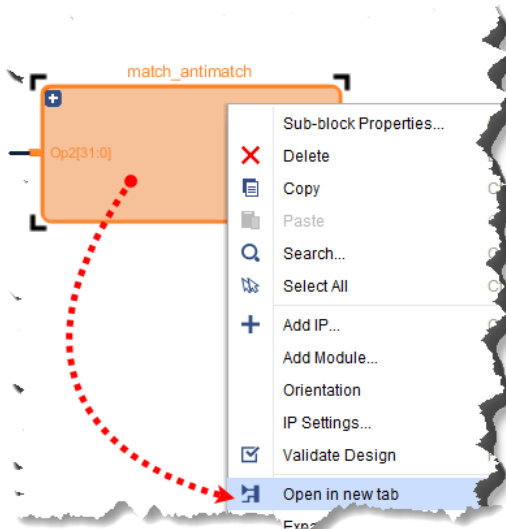 match_antimatch
Op2[31:0]
Sub-block Properties...
Delete
Copy
Paste
Search...
Select All
Add IP...
Add Module...
Orientation
IP Settings...
Validate Design
Open in new tab